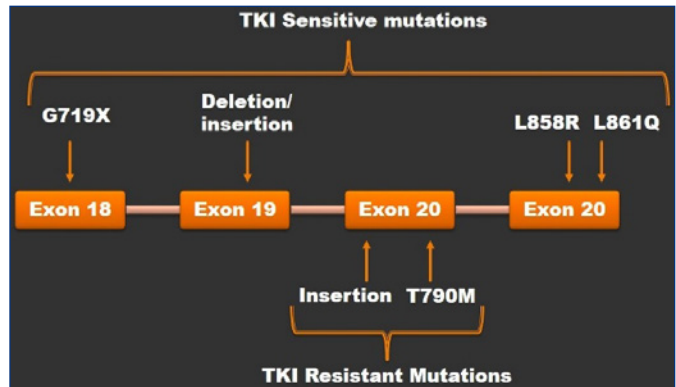 TKI Sensitive mutations
Deletion/
G719X
insertion
L858R L861Q
Exon 18
Exon 19
Exon 20
Exon 20
Insertion T790M
TKI Resistant Mutations